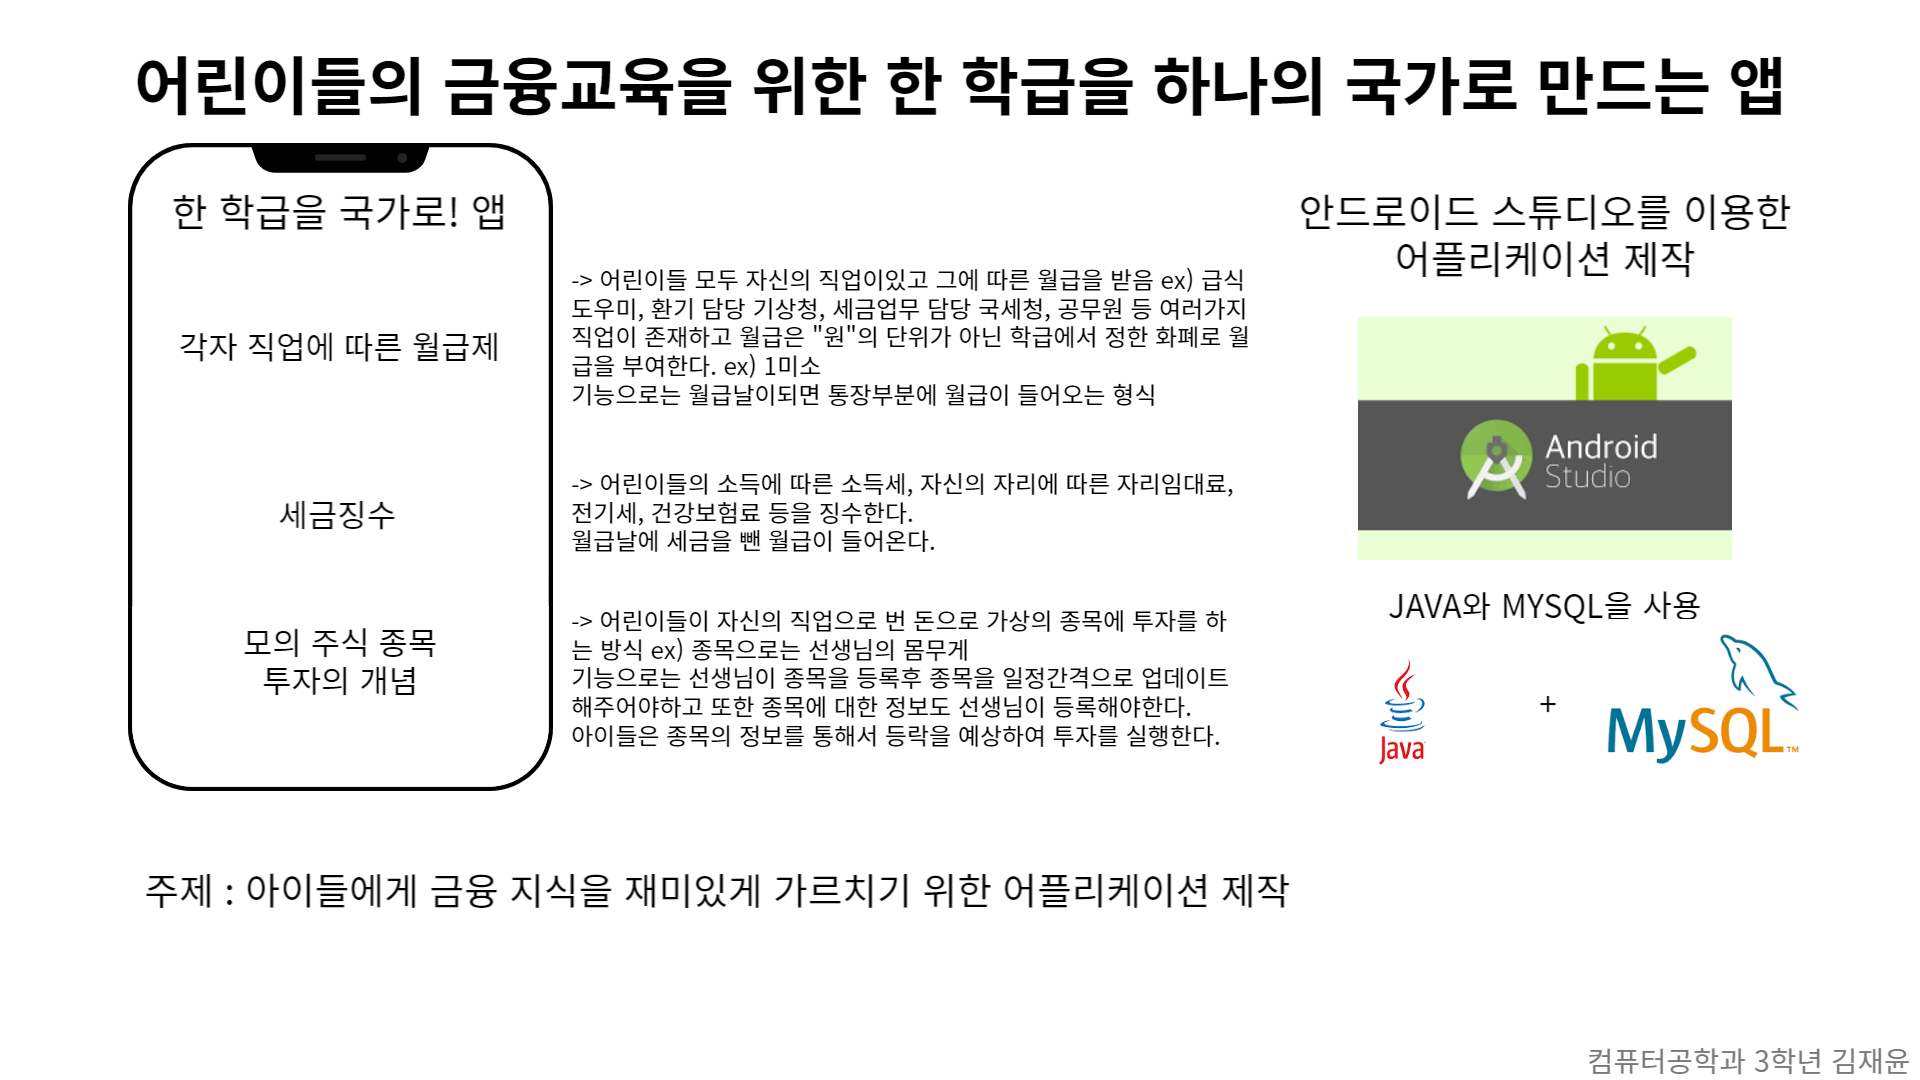 어린이들의 금융교육을 위한 한 학급을 하나의 국가로 만드는 앱
한 학급을 국가로! 앱
각자 직업에 따른 월급제
-> 어린이들 모두 자신의 직업이있고 그에 따른 월급을 받음 ex) 급식
도우미, 환기 담당 기상청, 세금업무 담당 국세청, 공무원 등 여러가지
직업이 존재하고 월급은 "원"의 단위가 아닌 학급에서 정한 화폐로 월
급을 부여한다. ex) 1미소
기능으로는 월급날이되면 통장부분에 월급이 들어오는 형식
세금징수
-> 어린이들의 소득에 따른 소득세, 자신의 자리에 따른 자리임대료,
전기세, 건강보험료 등을 징수한다.
월급날에 세금을 뺀 월급이 들어온다.
모의 주식 종목
투자의 개념
-> 어린이들이 자신의 직업으로 번 돈으로 가상의 종목에 투자를 하
는 방식 ex) 종목으로는 선생님의 몸무게
기능으로는 선생님이 종목을 등록후 종목을 일정간격으로 업데이트
해주어야하고 또한 종목에 대한 정보도 선생님이 등록해야한다.
아이들은 종목의 정보를 통해서 등락을 예상하여 투자를 실행한다.
안드로이드 스튜디오를 이용한
어플리케이션 제작
Android
Studio
JAVA와 MYSQL을 사용
Java
+
MySQL™
주제 : 아이들에게 금융 지식을 재미있게 가르치기 위한 어플리케이션 제작
컴퓨터공학과 3학년 김재윤